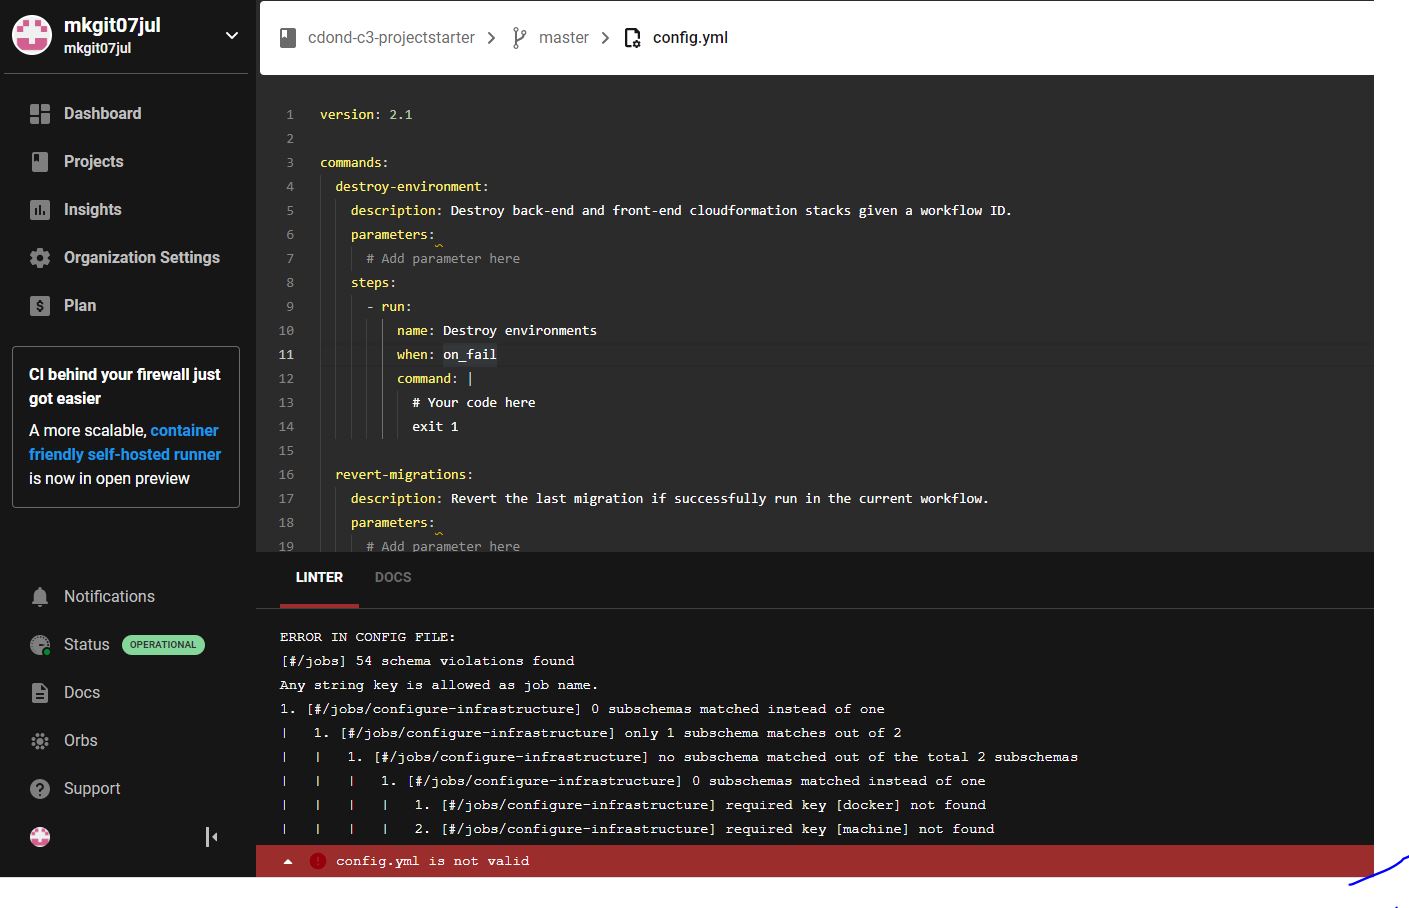 mkgit07jul
mkgit07jul
Dashboard
Projects
Insights
Organization Settings
$ Plan
CI behind your firewall just
got easier
A more scalable, container
friendly self-hosted runner
is now in open preview
Notifications
Status OPERATIONAL
Docs
Orbs
? Support
cdond-c3-projectstarter > master > config.yml
1 version: 2.1
2
3 commands:
4 destroy-environment:
5 description: Destroy back-end and front-end cloudformation stacks given a workflow ID.
6 parameters:
7 # Add parameter here
8 steps:
9 - run:
10 name: Destroy environments
11 when: on_fail
12 command: |
13 # Your code here
14 exit 1
15
16 revert-migrations:
17 description: Revert the last migration if successfully run in the current workflow.
18 parameters:
19 # Add parameter here
LINTER DOCS
ERROR IN CONFIG FILE:
[#/jobs] 54 schema violations found
Any string key is allowed as job name.
1. [#/jobs/configure-infrastructure] 0 subschemas matched instead of one
| 1. [#/jobs/configure-infrastructure] only 1 subschema matches out of 2
| | 1. [#/jobs/configure-infrastructure] no subschema matched out of the total 2 subschemas
| | | 1. [#/jobs/configure-infrastructure] 0 subschemas matched instead of one
| | | | 1. [#/jobs/configure-infrastructure] required key [docker] not found
| | | | 2. [#/jobs/configure-infrastructure] required key [machine] not found
! config.yml is not valid